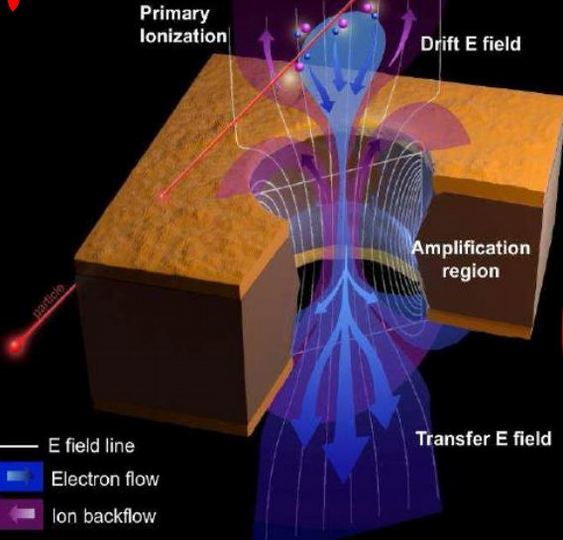 Primary
Ionization
Drift E field
Amplification
region
particle
Transfer E field
E field line
Electron flow
Ion backflow